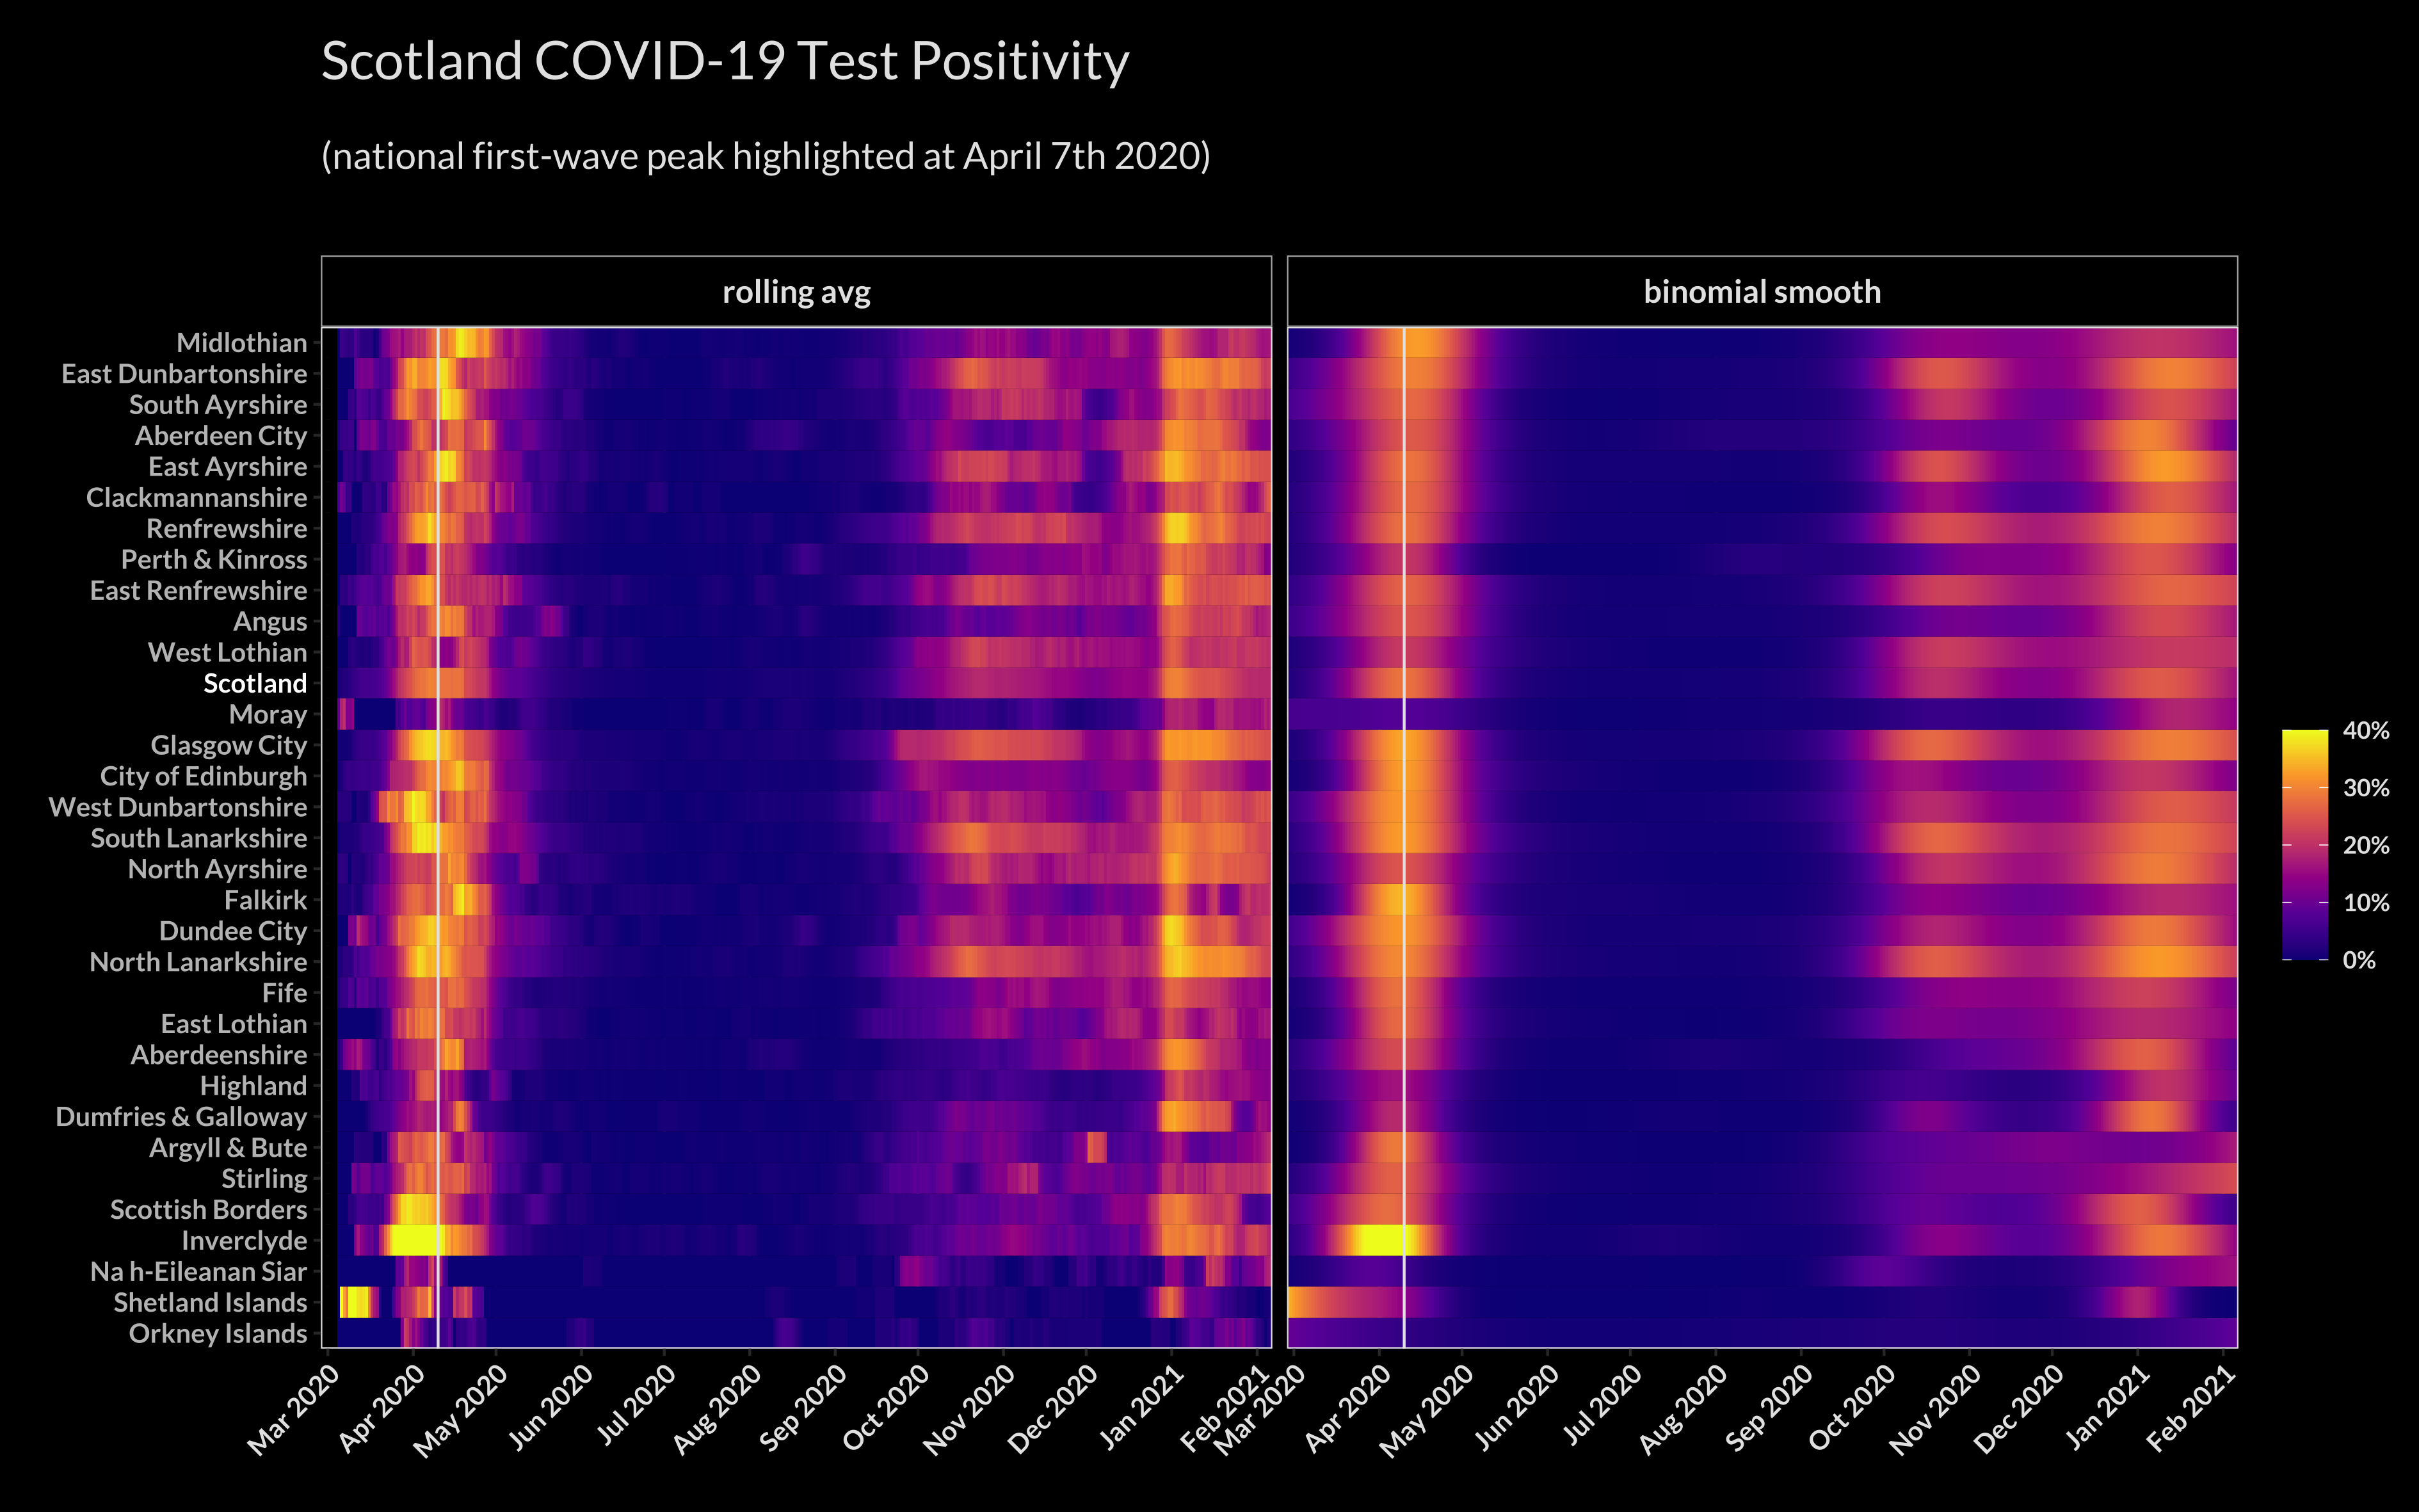 Scotland COVID-19 Test Positivity
(national first-wave peak highlighted at April 7th 2020)
rolling avg
binomial smooth
Midlothian
East Dunbartonshire
South Ayrshire
Aberdeen City
East Ayrshire
Clackmannanshire
Renfrewshire
Perth & Kinross
East Renfrewshire
Angus
West Lothian
Scotland
Moray
Glasgow City
City of Edinburgh
West Dunbartonshire
South Lanarkshire
North Ayrshire
Falkirk
Dundee City
North Lanarkshire
Fife
East Lothian
Aberdeenshire
Highland
Dumfries & Galloway
Argyll & Bute
Stirling
Scottish Borders
Inverclyde
Na h-Eileanan Siar
Shetland Islands
Orkney Islands
Mar 2020
Apr 2020
May 2020
Jun 2020
Jul 2020
Aug 2020
Sep 2020
Oct 2020
Nov 2020
Dec 2020
Jan 2021
Feb 2021
Mar 2020
Apr 2020
May 2020
Jun 2020
Jul 2020
Aug 2020
Sep 2020
Oct 2020
Nov 2020
Dec 2020
Jan 2021
Feb 2021
40%
30%
20%
10%
0%